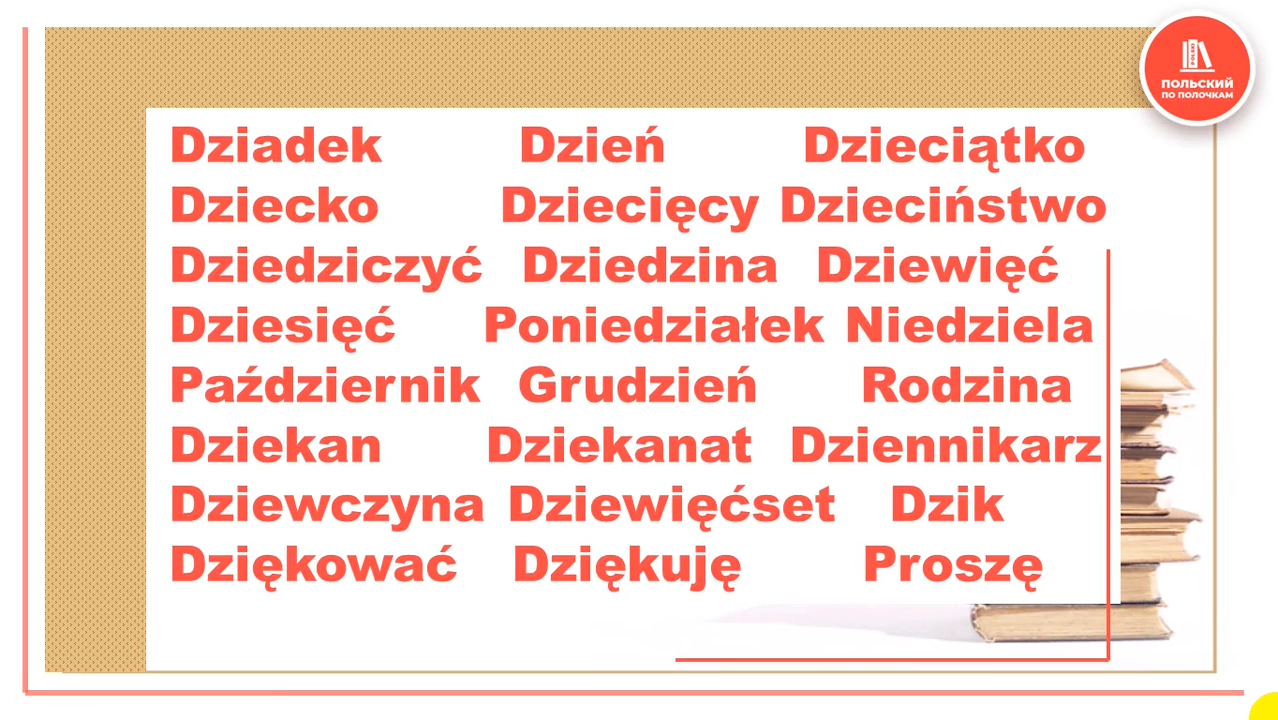 POLSKI
ПОЛЬСКИЙ
ПО ПОЛОЧКАМ
Dziadek Dzień Dzieciątko
Dziecko Dziecięcy Dzieciństwo
Dziedziczyć Dziedzina Dziewięć
Dziesięć Poniedziałek Niedziela
Październik Grudzień Rodzina
Dziekan Dziekanat Dziennikarz
Dziewczyna Dziewięćset Dzik
Dziękować Dziękuję Proszę